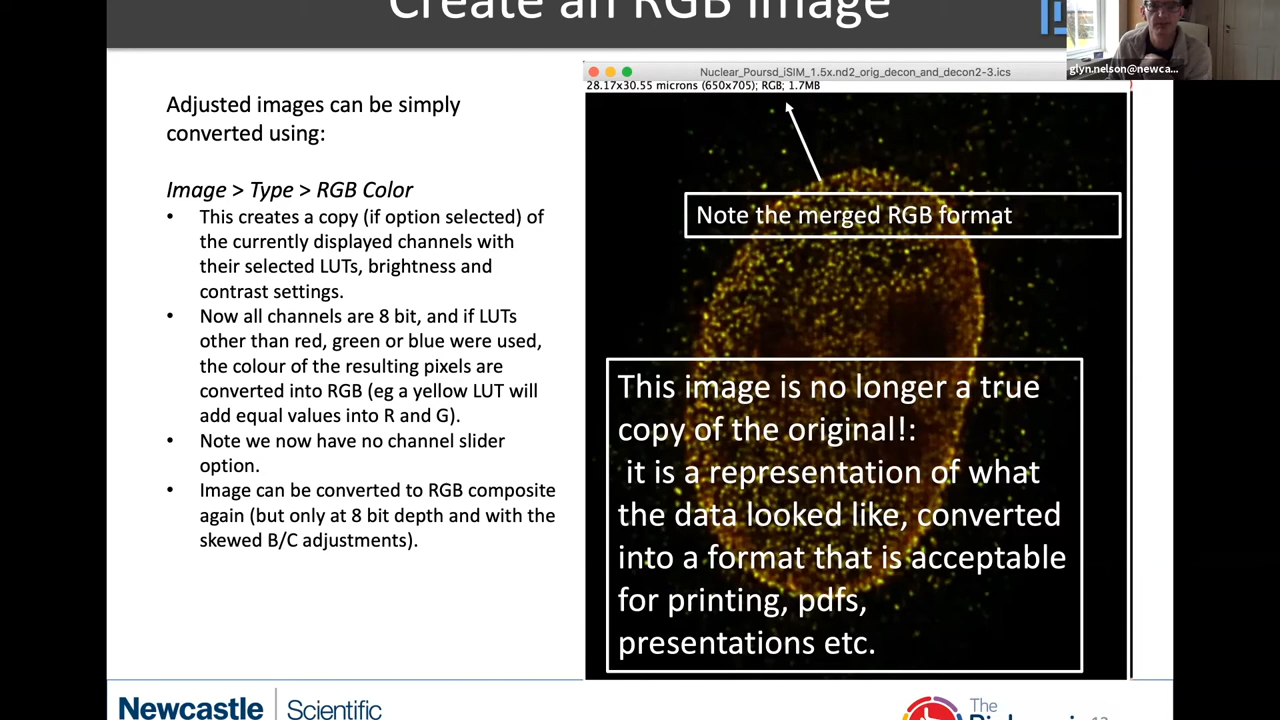 Create an RGB image
glyn.nelson@newca...
Nuclear_Poursd_iSIM_1.5x.nd2_orig_decon_and_decon2-3.ics
28.17x30.55 microns (650x705); RGB; 1.7MB
Adjusted images can be simply
converted using:
Image > Type > RGB Color
• This creates a copy (if option selected) of
the currently displayed channels with
their selected LUTs, brightness and
contrast settings.
• Now all channels are 8 bit, and if LUTs
other than red, green or blue were used,
the colour of the resulting pixels are
converted into RGB (eg a yellow LUT will
add equal values into R and G).
• Note we now have no channel slider
option.
• Image can be converted to RGB composite
again (but only at 8 bit depth and with the
skewed B/C adjustments).
Note the merged RGB format
This image is no longer a true
copy of the original!:
it is a representation of what
the data looked like, converted
into a format that is acceptable
for printing, pdfs,
presentations etc.
Newcastle
Scientific
The